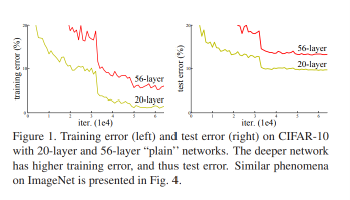 20
10
0
training error (%)
56-layer
20-layer
0
1
2
3
4
5
6
iter. (1e4)
20
10
0
test error (%)
56-layer
20-layer
0
1
2
3
4
5
6
iter. (1e4)
Figure 1. Training error (left) and test error (right) on CIFAR-10
with 20-layer and 56-layer “plain” networks. The deeper network
has higher training error, and thus test error. Similar phenomena
on ImageNet is presented in Fig. 4.